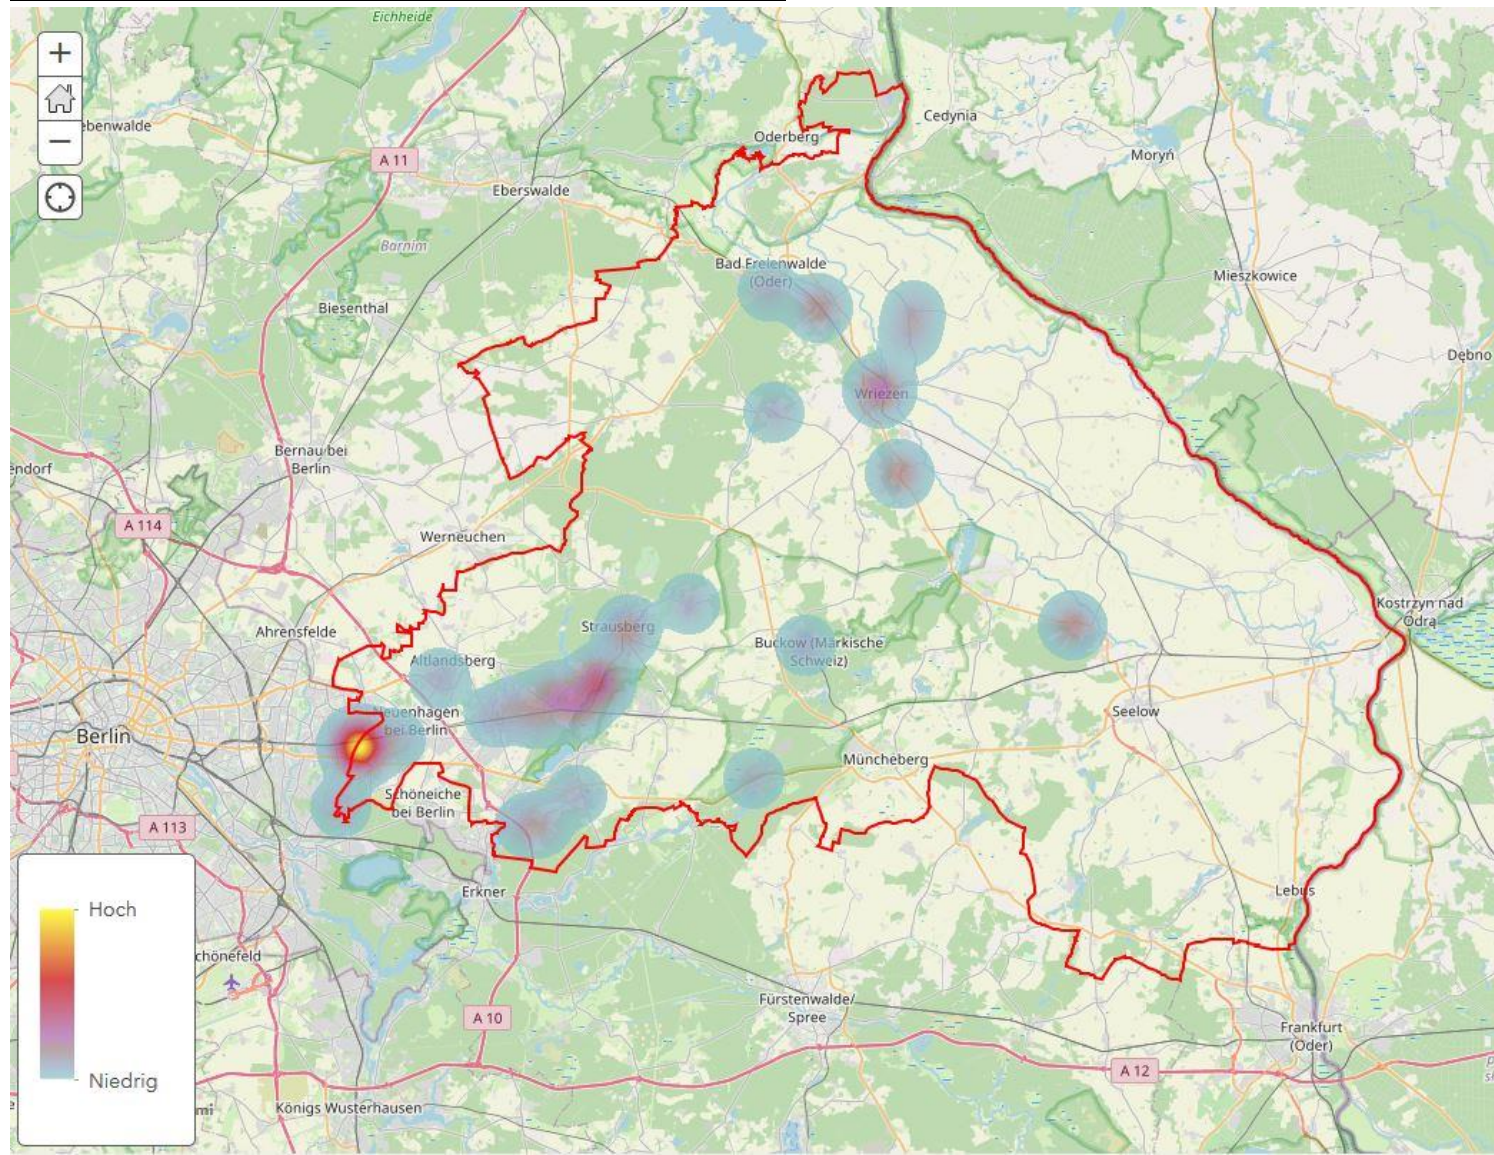 Eichheide
+
ebenwalde
−
A 11
Oderberg
Cedynia
Moryń
Eberswalde
Barnim
Bad Freienwalde
(Oder)
Mieszkowice
Biesenthal
Dębno
Wriezen
Bernau bei
Berlin
endorf
A 114
Werneuchen
Kostrzyn nad
Odrą
Ahrensfelde
Strausberg
Buckow (Märkische
Schweiz)
Altlandsberg
Neuenhagen
bei Berlin
Seelow
Berlin
Müncheberg
Schöneiche
bei Berlin
A 113
Erkner
Lebus
Hoch
chönefeld
Fürstenwalde/
Spree
A 10
Frankfurt
(Oder)
A 12
Niedrig
Königs Wusterhausen